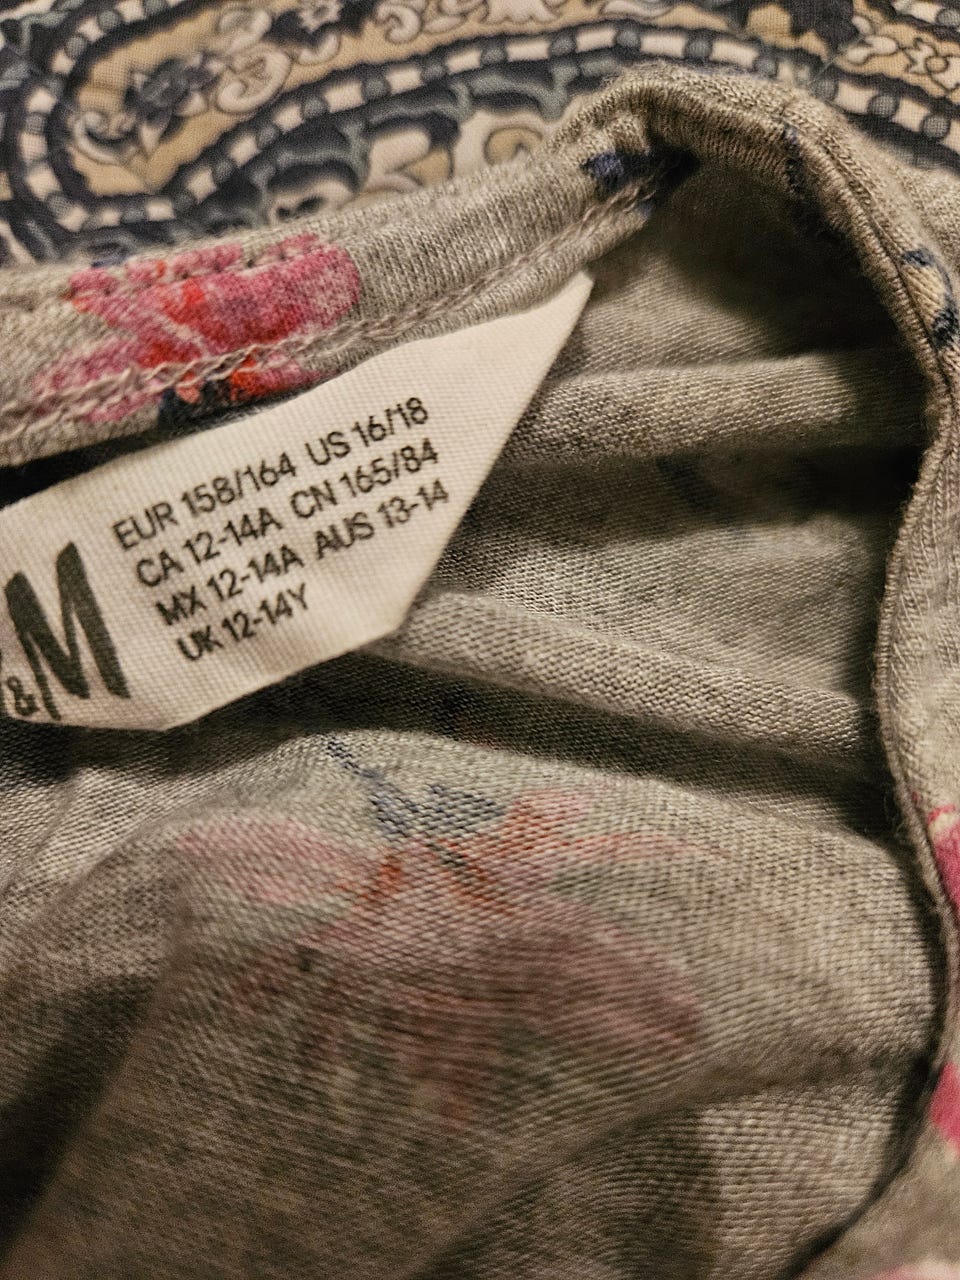 &M
EUR 158/164 US 16/18
CA 12-14A CN 165/84
MX 12-14A AUS 13-14
UK 12-14Y